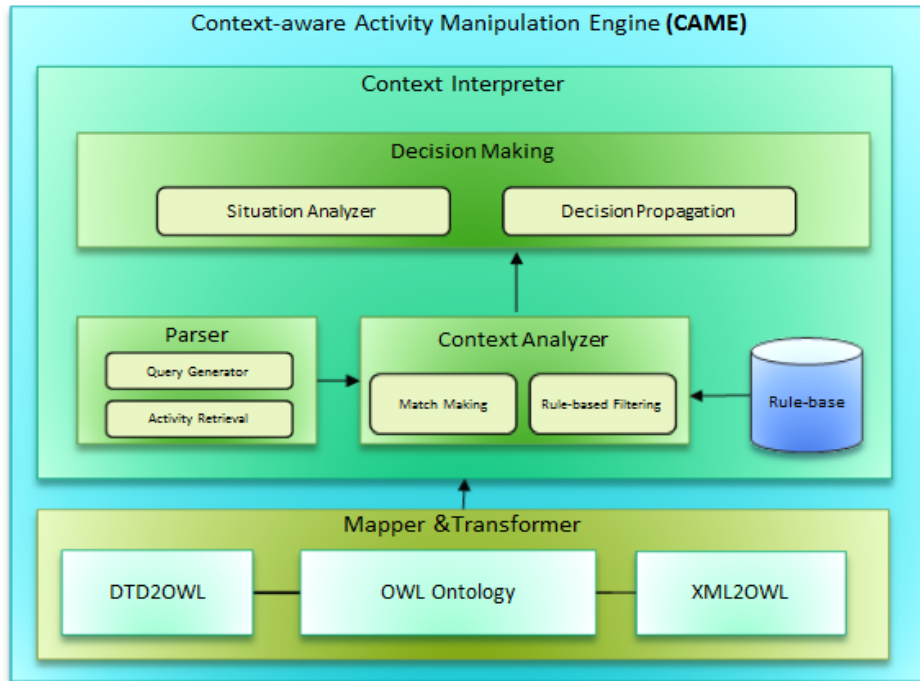 Context-aware Activity Manipulation Engine (CAME)
Context Interpreter
Decision Making
Situation Analyzer
Decision Propagation
Parser
Query Generator
Activity Retrieval
Context Analyzer
Match Making
Rule-based Filtering
Rule-base
Mapper &Transformer
DTD2OWL
OWL Ontology
XML2OWL